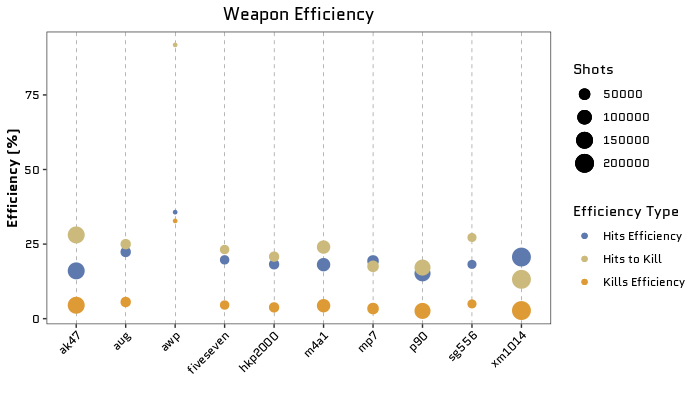 Weapon Efficiency
Efficiency (%)
75
50
25
0
ak47
aug
awp
fiveseven
hkp2000
m4a1
mp7
p90
sg556
xm1014
Shots
50000
100000
150000
200000
Efficiency Type
Hits Efficiency
Hits to Kill
Kills Efficiency